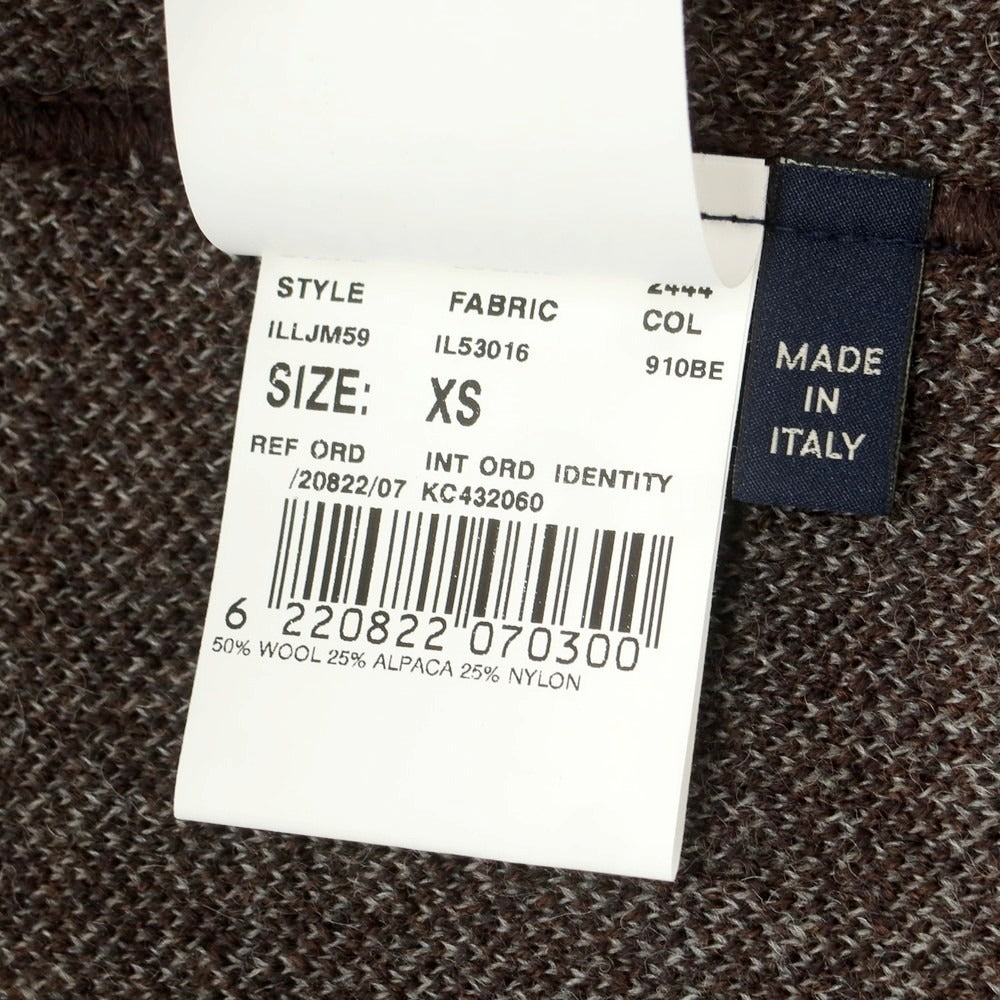 2444
STYLE FABRIC COL
ILLJM59 IL53016 910BE
SIZE: XS
REF ORD INT ORD IDENTITY
/20822/07 KC432060
6 220822 070300
50% WOOL 25% ALPACA 25% NYLON
MADE
IN
ITALY